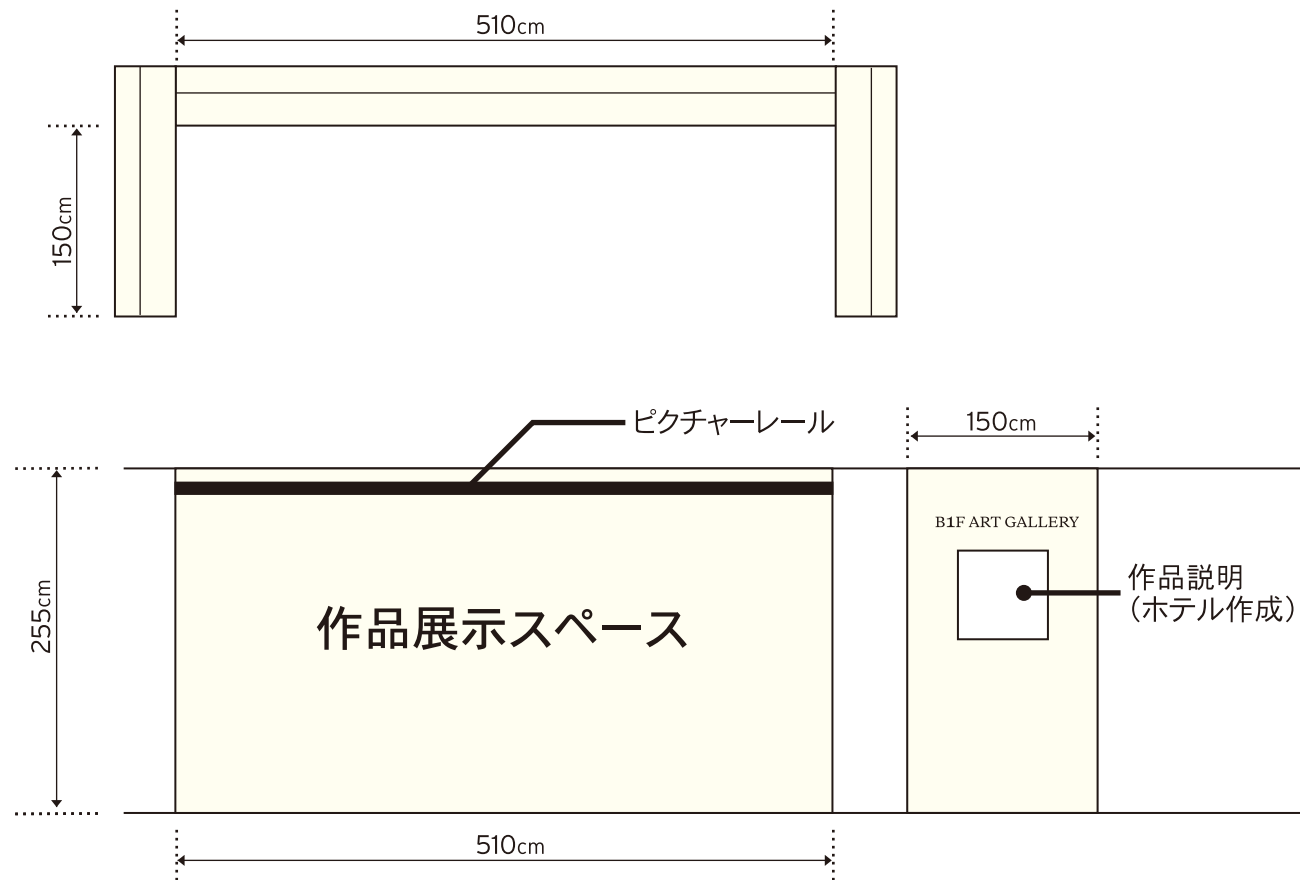 510cm
150cm
ピクチャーレール
150cm
B1F ART GALLERY
作品説明
（ホテル作成）
255cm
作品展示スペース
510cm